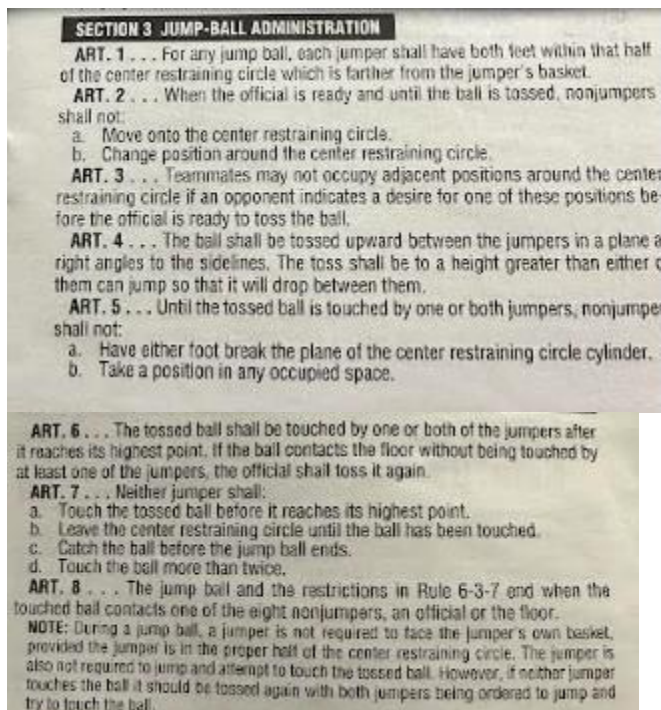 SECTION 3 JUMP-BALL ADMINISTRATION
ART. 1 . . . For any jump ball, each jumper shall have both feet within that half
of the center restraining circle which is farther from the jumper's basket.
ART. 2 . . . When the official is ready and until the ball is tossed, nonjumpers
shall not:
a. Move onto the center restraining circle.
b. Change position around the center restraining circle.
ART. 3 . . . Teammates may not occupy adjacent positions around the center
restraining circle if an opponent indicates a desire for one of these positions be-
fore the official is ready to toss the ball.
ART. 4 . . . The ball shall be tossed upward between the jumpers in a plane a
right angles to the sidelines. The toss shall be to a height greater than either o
them can jump so that it will drop between them.
ART. 5 . . . Until the tossed ball is touched by one or both jumpers, nonjumpe
shall not:
a. Have either foot break the plane of the center restraining circle cylinder.
b. Take a position in any occupied space.
ART. 6 . . . The tossed ball shall be touched by one or both of the jumpers after
it reaches its highest point. If the ball contacts the floor without being touched by
at least one of the jumpers, the official shall toss it again.
ART. 7 . . . Neither jumper shall:
a. Touch the tossed ball before it reaches its highest point.
b. Leave the center restraining circle until the ball has been touched.
c. Catch the ball before the jump ball ends.
d. Touch the ball more than twice.
ART. 8 . . . The jump ball and the restrictions in Rule 6-3-7 end when the
touched ball contacts one of the eight nonjumpers, an official or the floor.
NOTE: During a jump ball, a jumper is not required to face the jumper's own basket,
provided the jumper is in the proper half of the center restraining circle. The jumper is
also not required to jump and attempt to touch the tossed ball. However, if neither jumper
touches the ball it should be tossed again with both jumpers being ordered to jump and
try to touch the ball.